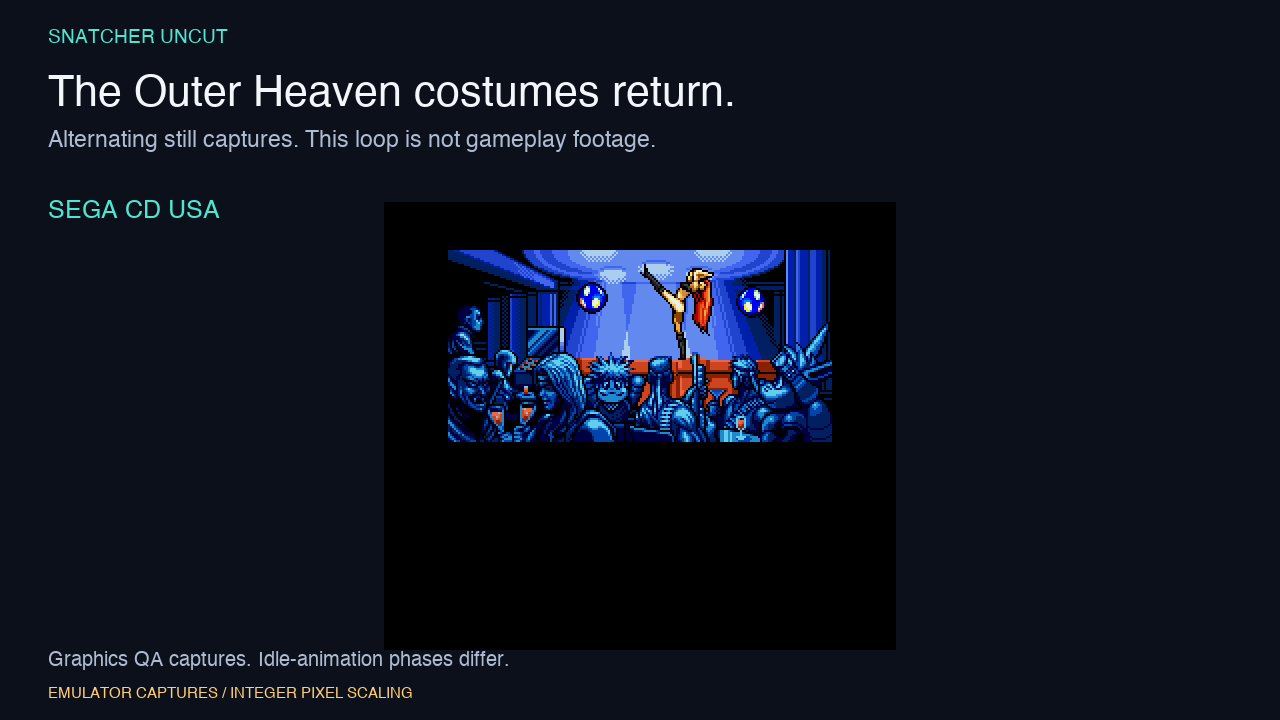 SNATCHER UNCUT
The Outer Heaven costumes return.
Alternating still captures. This loop is not gameplay footage.
SEGA CD USA
Graphics QA captures. Idle-animation phases differ.
EMULATOR CAPTURES / INTEGER PIXEL SCALING